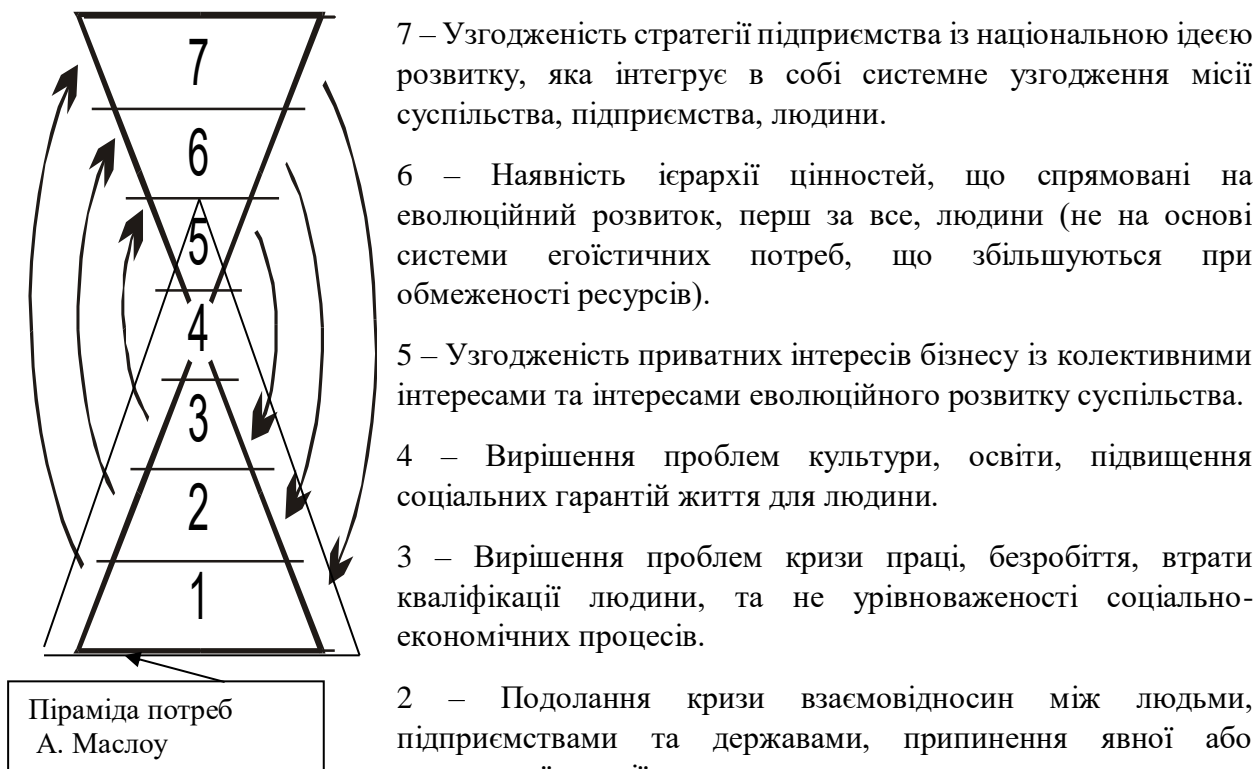 7
6
5
4
3
2
1
Піраміда потреб
А. Маслоу
7 – Узгодженість стратегії підприємства із національною ідеєю
розвитку, яка інтегрує в собі системне узгодження місії
суспільства, підприємства, людини.
6 – Наявність ієрархії цінностей, що спрямовані на
еволюційний розвиток, перш за все, людини (не на основі
системи егоїстичних потреб, що збільшуються при
обмеженості ресурсів).
5 – Узгодженість приватних інтересів бізнесу із колективними
інтересами та інтересами еволюційного розвитку суспільства.
4 – Вирішення проблем культури, освіти, підвищення
соціальних гарантій життя для людини.
3 – Вирішення проблем кризи праці, безробіття, втрати
кваліфікації людини, та не урівноваженості соціально-
економічних процесів.
2 – Подолання кризи взаємовідносин між людьми,
підприємствами та державами, припинення явної або